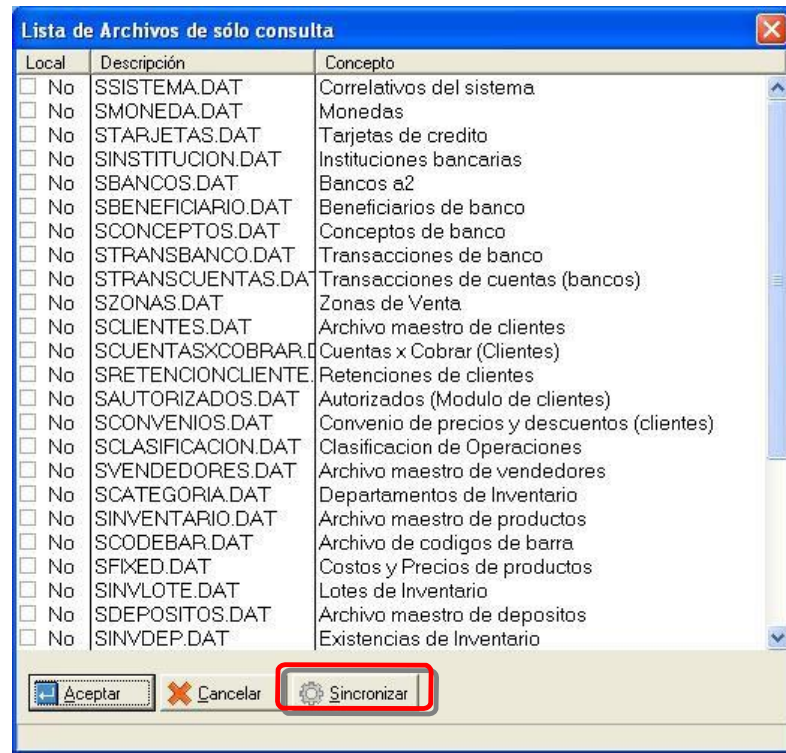 Lista de Archivos de sólo consulta
Local Descripción Concepto
No SSISTEMA.DAT Correlativos del sistema
No SMONEDA.DAT Monedas
No STARJETAS.DAT Tarjetas de credito
No SINSTITUCION.DAT Instituciones bancarias
No SBANCOS.DAT Bancos a2
No SBENEFICIARIO.DAT Beneficiarios de banco
No SCONCEPTOS.DAT Conceptos de banco
No STRANSBANCO.DAT Transacciones de banco
No STRANSCUENTAS.DAT Transacciones de cuentas (bancos)
No SZONAS.DAT Zonas de Venta
No SCLIENTES.DAT Archivo maestro de clientes
No SCUENTASXCOBRAR.D Cuentas x Cobrar (Clientes)
No SRETENCIONCLIENTE. Retenciones de clientes
No SAUTORIZADOS.DAT Autorizados (Modulo de clientes)
No SCONVENIOS.DAT Convenio de precios y descuentos (clientes)
No SCLASIFICACION.DAT Clasificacion de Operaciones
No SVENDEDORES.DAT Archivo maestro de vendedores
No SCATEGORIA.DAT Departamentos de Inventario
No SINVENTARIO.DAT Archivo maestro de productos
No SCODEBAR.DAT Archivo de codigos de barra
No SFIXED.DAT Costos y Precios de productos
No SINVLOTE.DAT Lotes de Inventario
No SDEPOSITOS.DAT Archivo maestro de depositos
No SINVDEP.DAT Existencias de Inventario
Aceptar Cancelar Sincronizar